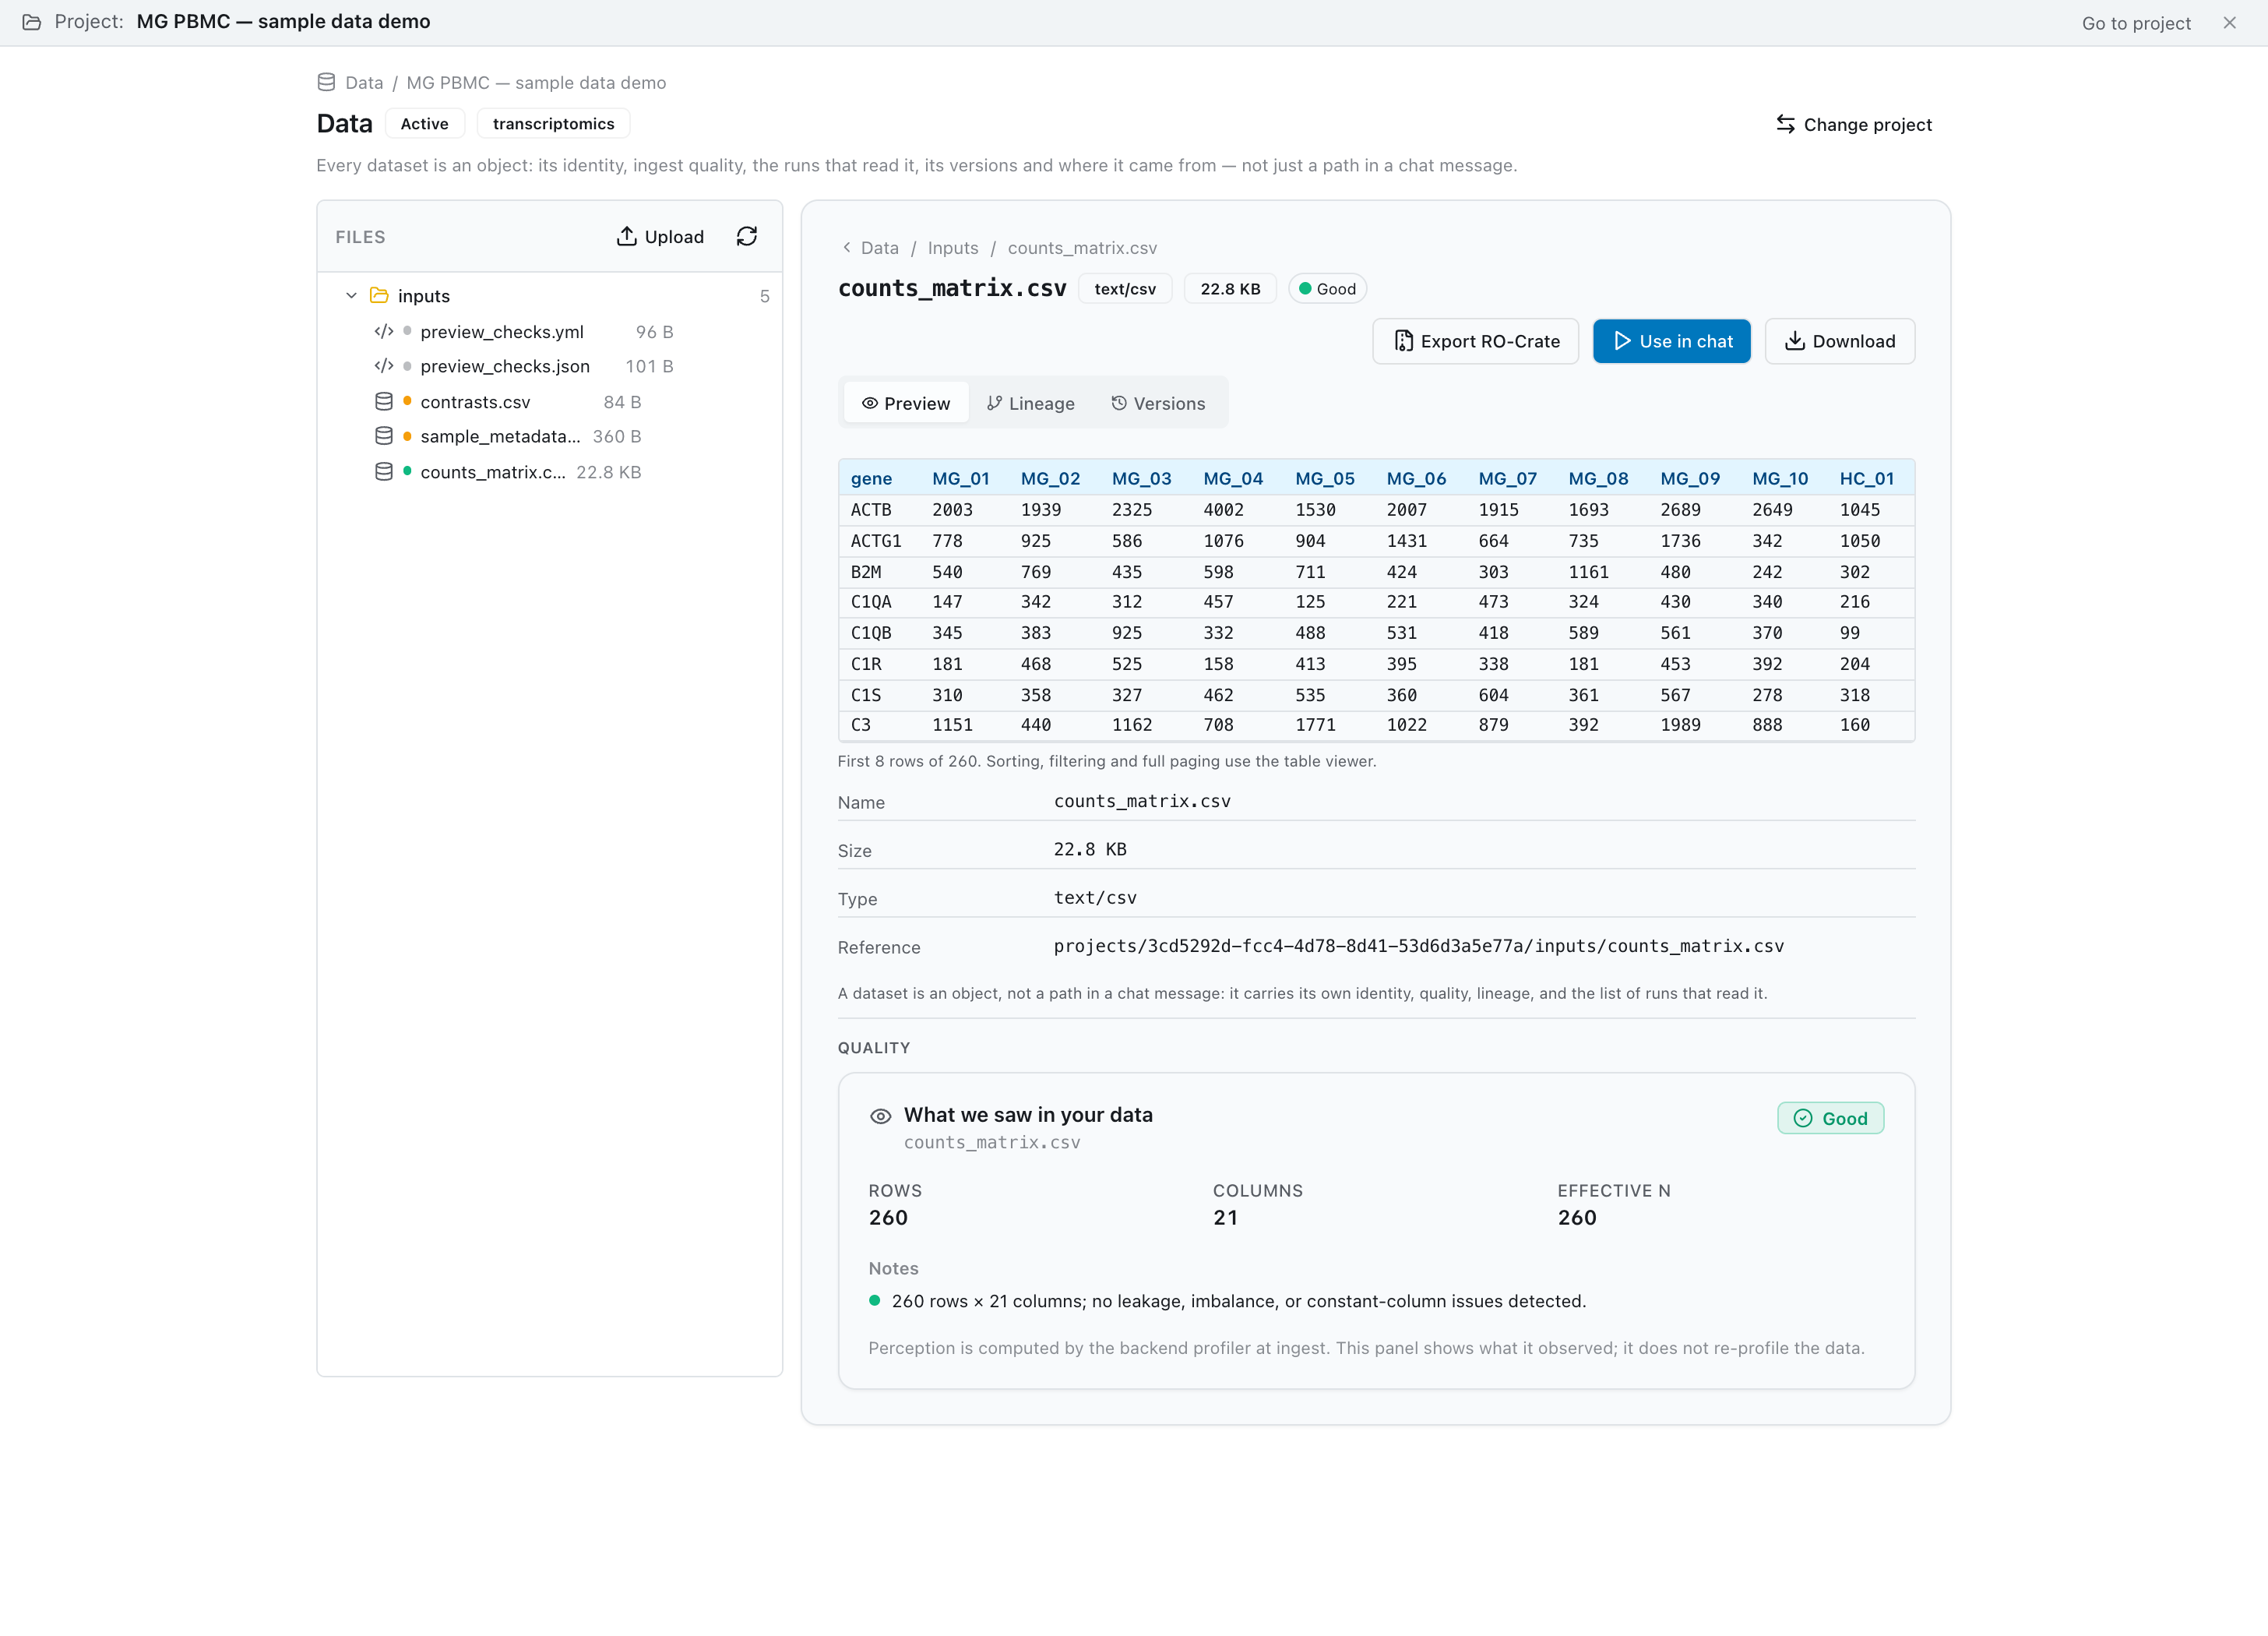 Project: MG PBMC — sample data demo
Go to project
Data / MG PBMC — sample data demo
Data Active transcriptomics
Change project
Every dataset is an object: its identity, ingest quality, the runs that read it, its versions and where it came from — not just a path in a chat message.
FILES Upload
inputs 5
preview_checks.yml 96 B
preview_checks.json 101 B
contrasts.csv 84 B
sample_metadata... 360 B
counts_matrix.c... 22.8 KB
Data / Inputs / counts_matrix.csv
counts_matrix.csv text/csv 22.8 KB Good
Export RO-Crate Use in chat Download
Preview Lineage Versions
gene MG_01 MG_02 MG_03 MG_04 MG_05 MG_06 MG_07 MG_08 MG_09 MG_10 HC_01
ACTB 2003 1939 2325 4002 1530 2007 1915 1693 2689 2649 1045
ACTG1 778 925 586 1076 904 1431 664 735 1736 342 1050
B2M 540 769 435 598 711 424 303 1161 480 242 302
C1QA 147 342 312 457 125 221 473 324 430 340 216
C1QB 345 383 925 332 488 531 418 589 561 370 99
C1R 181 468 525 158 413 395 338 181 453 392 204
C1S 310 358 327 462 535 360 604 361 567 278 318
C3 1151 440 1162 708 1771 1022 879 392 1989 888 160
First 8 rows of 260. Sorting, filtering and full paging use the table viewer.
Name counts_matrix.csv
Size 22.8 KB
Type text/csv
Reference projects/3cd5292d-fcc4-4d78-8d41-53d6d3a5e77a/inputs/counts_matrix.csv
A dataset is an object, not a path in a chat message: it carries its own identity, quality, lineage, and the list of runs that read it.
QUALITY
What we saw in your data Good
counts_matrix.csv
ROWS COLUMNS EFFECTIVE N
260 21 260
Notes
260 rows × 21 columns; no leakage, imbalance, or constant-column issues detected.
Perception is computed by the backend profiler at ingest. This panel shows what it observed; it does not re-profile the data.